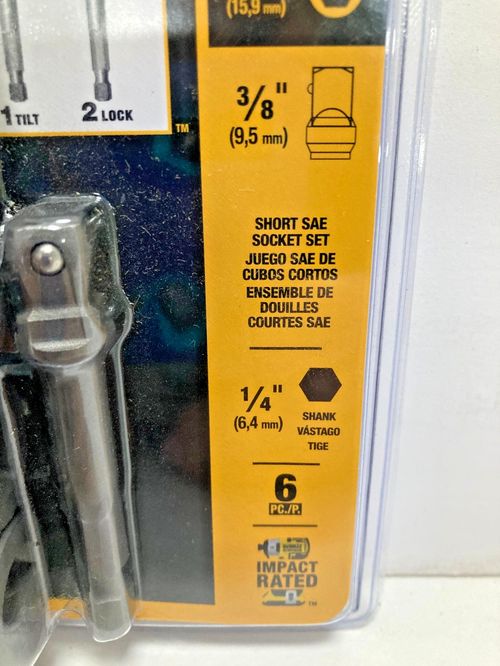 (15,9 mm)
1 TILT 2 LOCK
TM
3/8"
(9,5 mm)
SHORT SAE
SOCKET SET
JUEGO SAE DE
CUBOS CORTOS
ENSEMBLE DE
DOUILLES
COURTES SAE
1/4"
(6,4 mm)
SHANK
VÁSTAGO
TIGE
6
PC./P.
IMPACT
RATED
TM